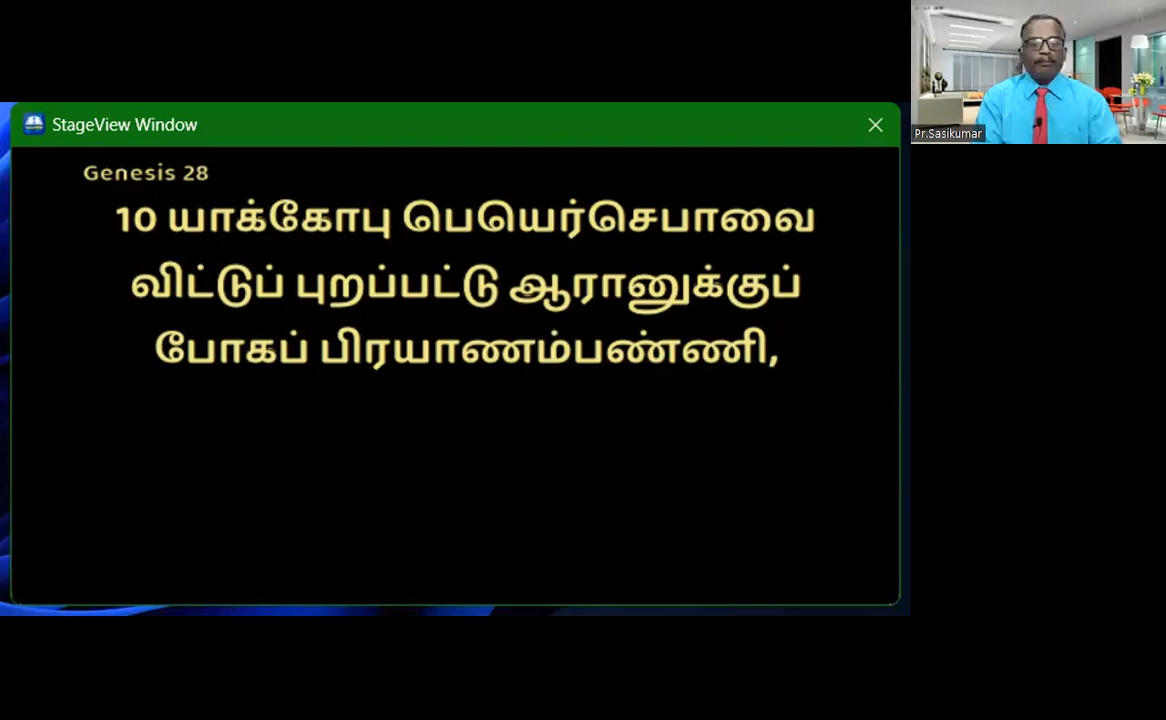 StageView Window
Genesis 28
10 யாக்கோபு பெயெர்செபாவை
விட்டுப் புறப்பட்டு ஆரானுக்குப்
போகப் பிரயாணம்பண்ணி,
Pr.Sasikumar